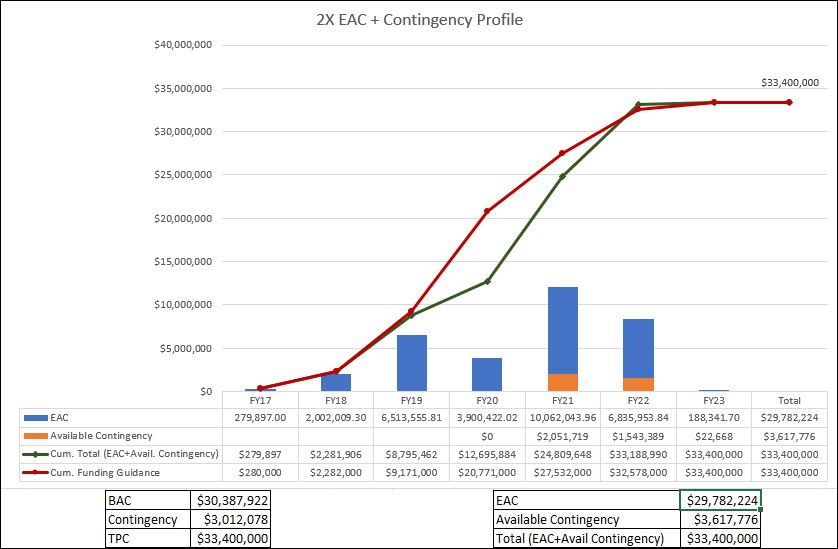 2X EAC + Contingency Profile
$40,000,000
$35,000,000
$30,000,000
$25,000,000
$20,000,000
$15,000,000
$10,000,000
$5,000,000
$0
$33,400,000
FY17 FY18 FY19 FY20 FY21 FY22 FY23 Total
EAC 279,897.00 2,002,009.30 6,513,555.81 3,900,422.02 10,062,043.96 6,835,953.84 188,341.70 $29,782,224
Available Contingency $0 $2,051,719 $1,543,389 $22,668 $3,617,776
Cum. Total (EAC+Avail. Contingency) $279,897 $2,281,906 $8,795,462 $12,695,884 $24,809,648 $33,188,990 $33,400,000 $33,400,000
Cum. Funding Guidance $280,000 $2,282,000 $9,171,000 $20,771,000 $27,532,000 $32,578,000 $33,400,000 $33,400,000
BAC $30,387,922
Contingency $3,012,078
TPC $33,400,000
EAC $29,782,224
Available Contingency $3,617,776
Total (EAC+Avail Contingency) $33,400,000